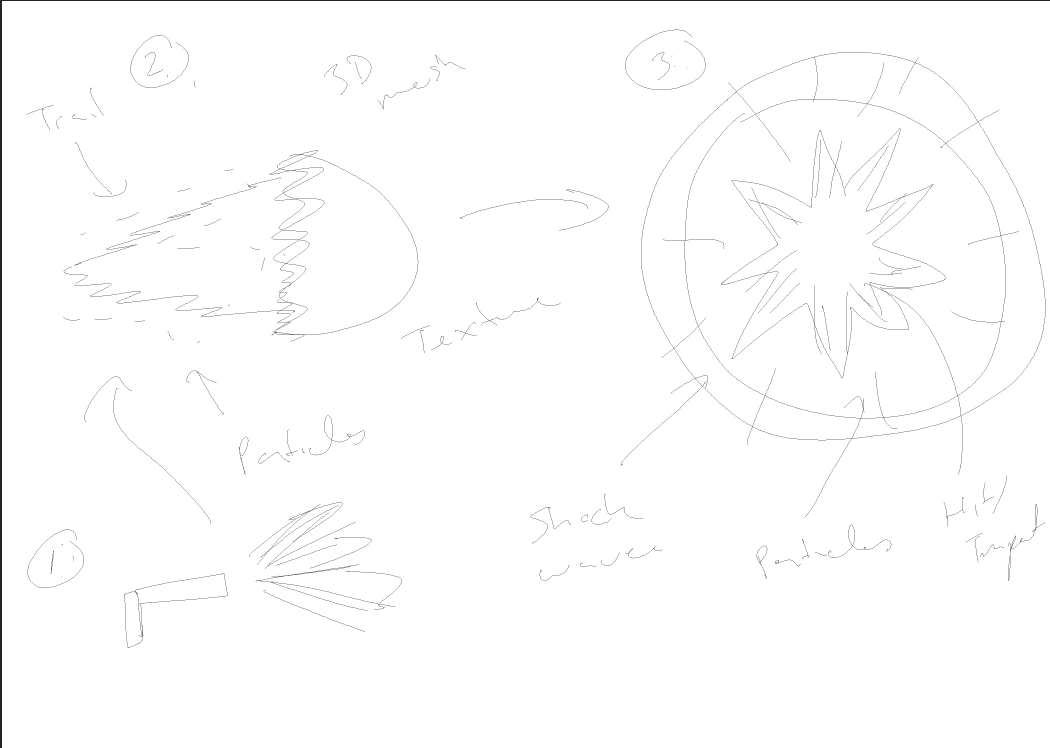 2
3D
mesh
3
Trail
Texture
Particles
1
Shock
wave
Particles
Hit/
Impact